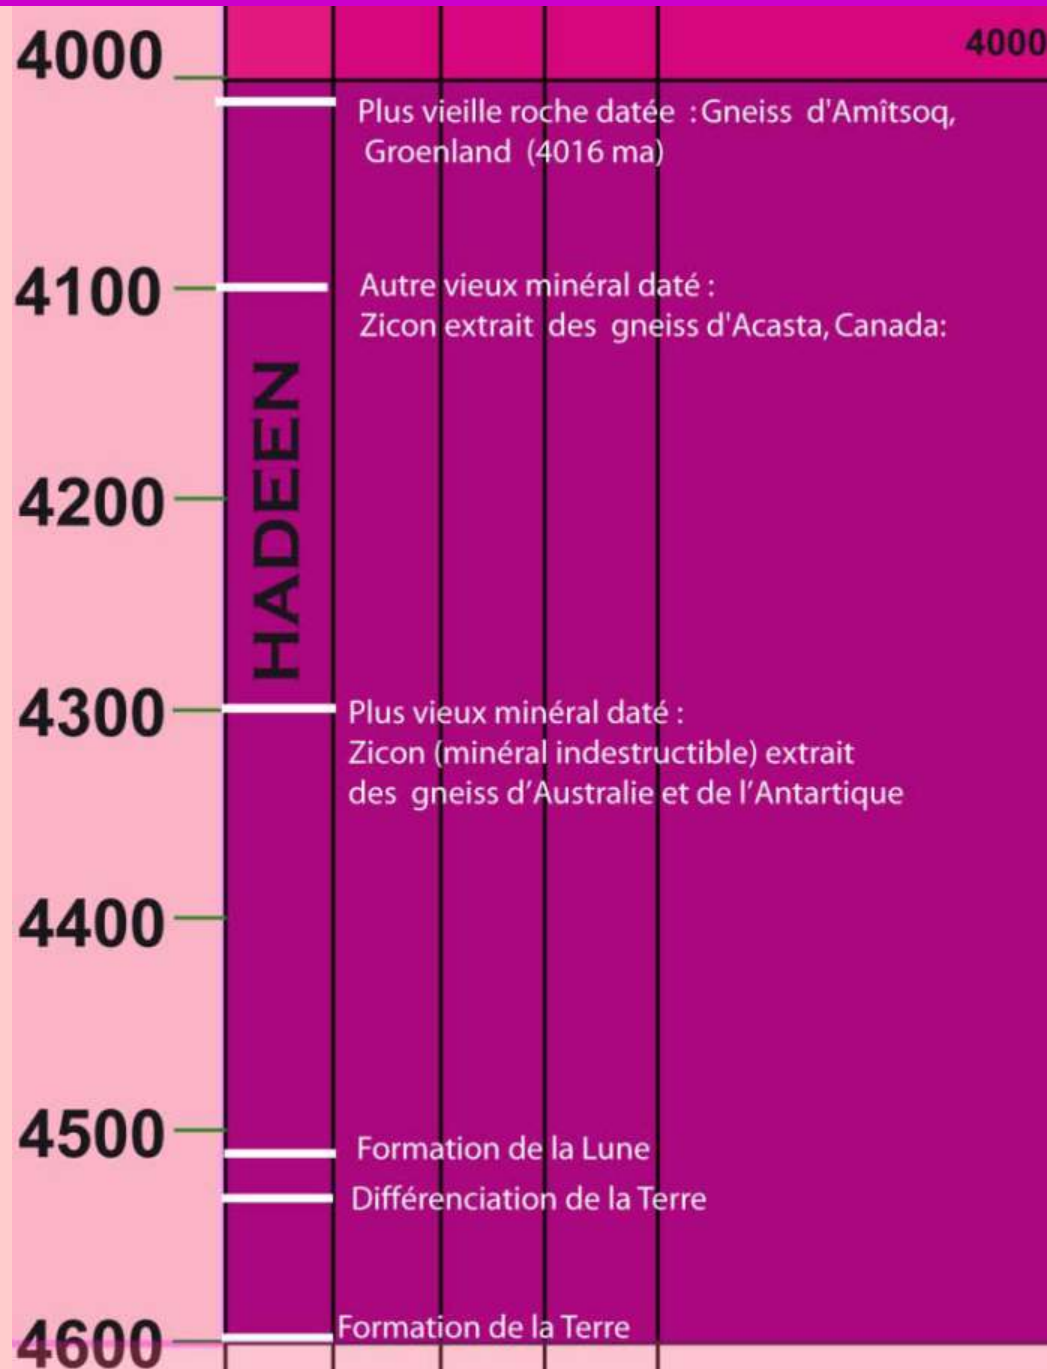 4000
4000
Plus vieille roche datée : Gneiss d'Amîtsoq,
Groenland (4016 ma)
4100
Autre vieux minéral daté :
Zicon extrait des gneiss d'Acasta, Canada:
HADEEN
4200
4300
Plus vieux minéral daté :
Zicon (minéral indestructible) extrait
des gneiss d'Australie et de l'Antartique
4400
4500
Formation de la Lune
Différenciation de la Terre
Formation de la Terre
4600